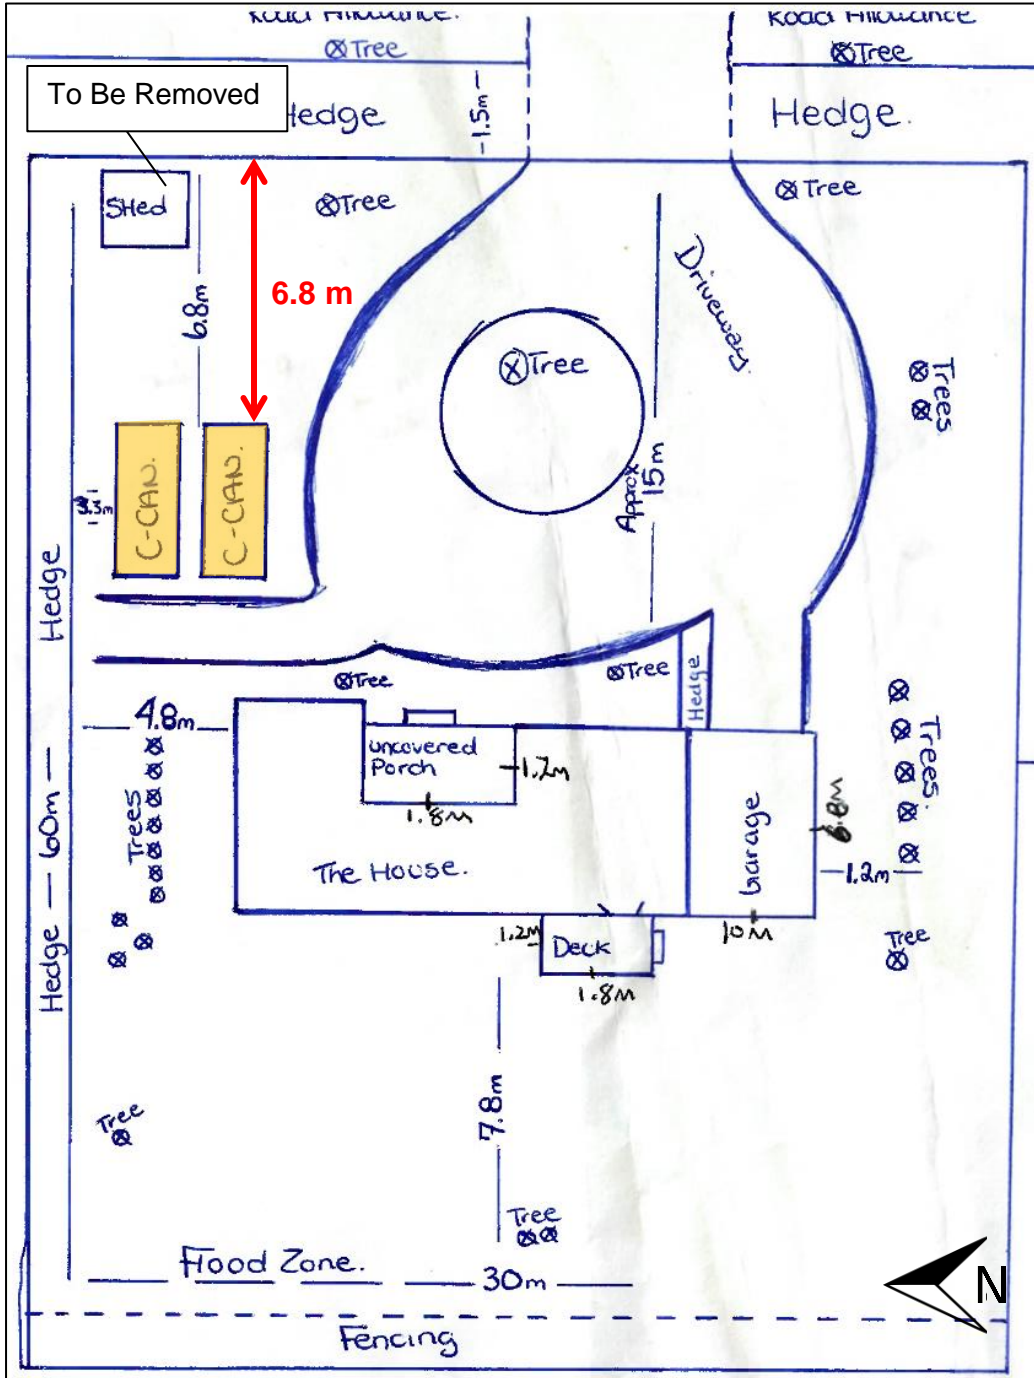 Road Allowance.
Road Allowance
Tree
Tree
To Be Removed
Hedge
1.5m
Hedge.
SHed
Tree
Tree
6.8m
6.8 m
Driveway
Tree
Trees
Approx
15m
C-CAN.
C-CAN.
3.3m
Hedge
Tree
Tree
Hedge
4.8m
uncovered
Porch
1.2m
1.8M
Trees
Trees.
6.8M
Garage
The House.
1.2m
1.2M
Deck
10M
Tree
1.8M
Hedge — 60m —
7.8m
Tree
Tree
Flood Zone.
30m
N
Fencing